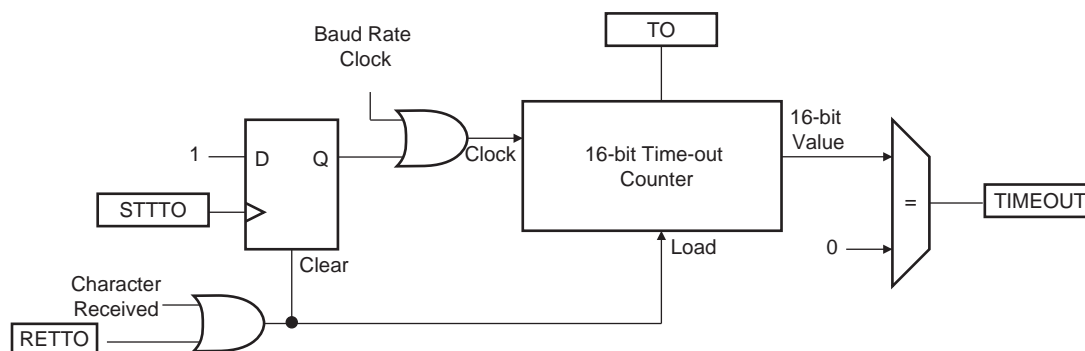 TO
Baud Rate
Clock
16-bit
Value
1
D
Q
Clock
16-bit Time-out
Counter
STTTO
=
TIMEOUT
Clear
Load
0
Character
Received
RETTO